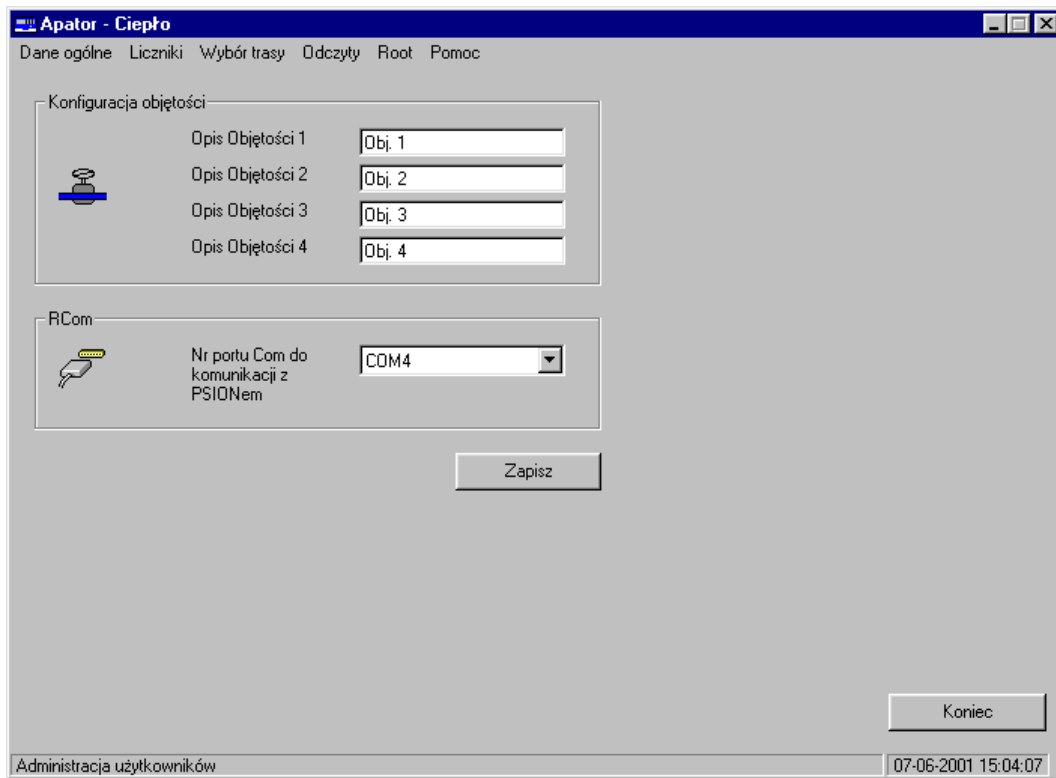 Apator - Ciepło
Dane ogólne Liczniki Wybór trasy Odczyty Root Pomoc
Konfiguracja objętości
Opis Objętości 1 Obj. 1
Opis Objętości 2 Obj. 2
Opis Objętości 3 Obj. 3
Opis Objętości 4 Obj. 4
RCom
Nr portu Com do COM4
komunikacji z
PSIONem
Zapisz
Koniec
Administracja użytkowników 07-06-2001 15:04:07